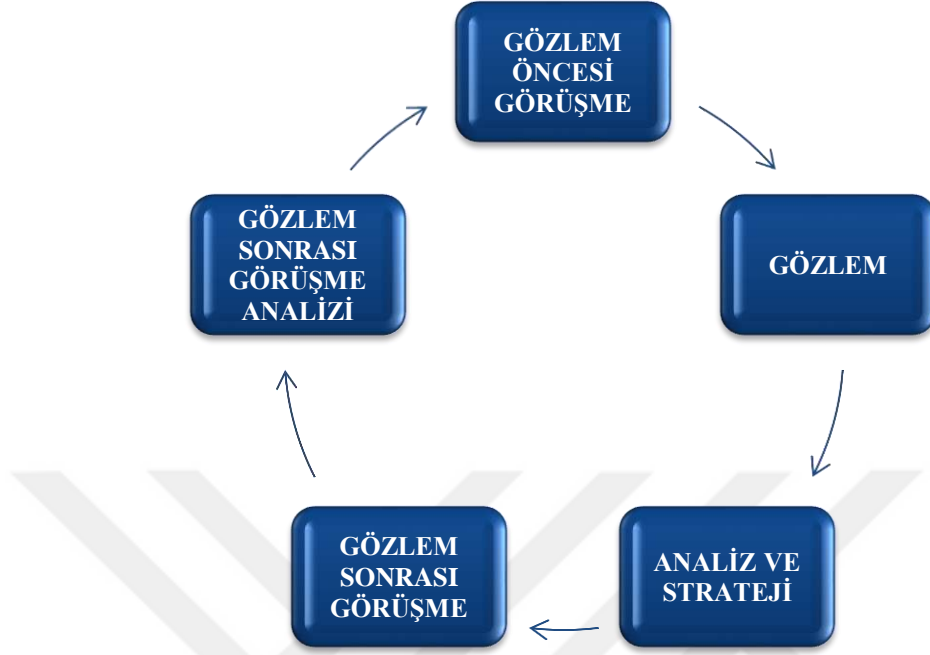 GÖZLEM
ÖNCESİ
GÖRÜŞME
GÖZLEM
ANALİZ VE
STRATEJİ
GÖZLEM
SONRASI
GÖRÜŞME
GÖZLEM
SONRASI
GÖRÜŞME
ANALİZİ